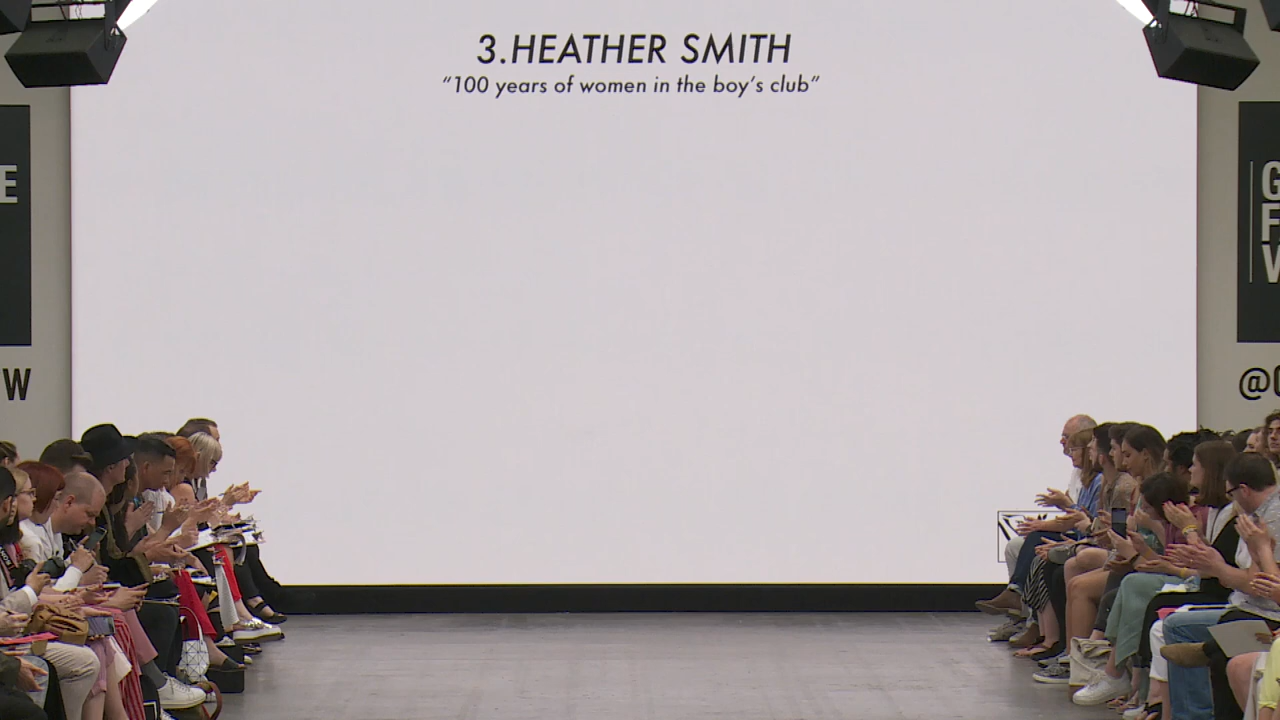 3.HEATHER SMITH
“100 years of women in the boy’s club”
E
W
G
F
W
@G